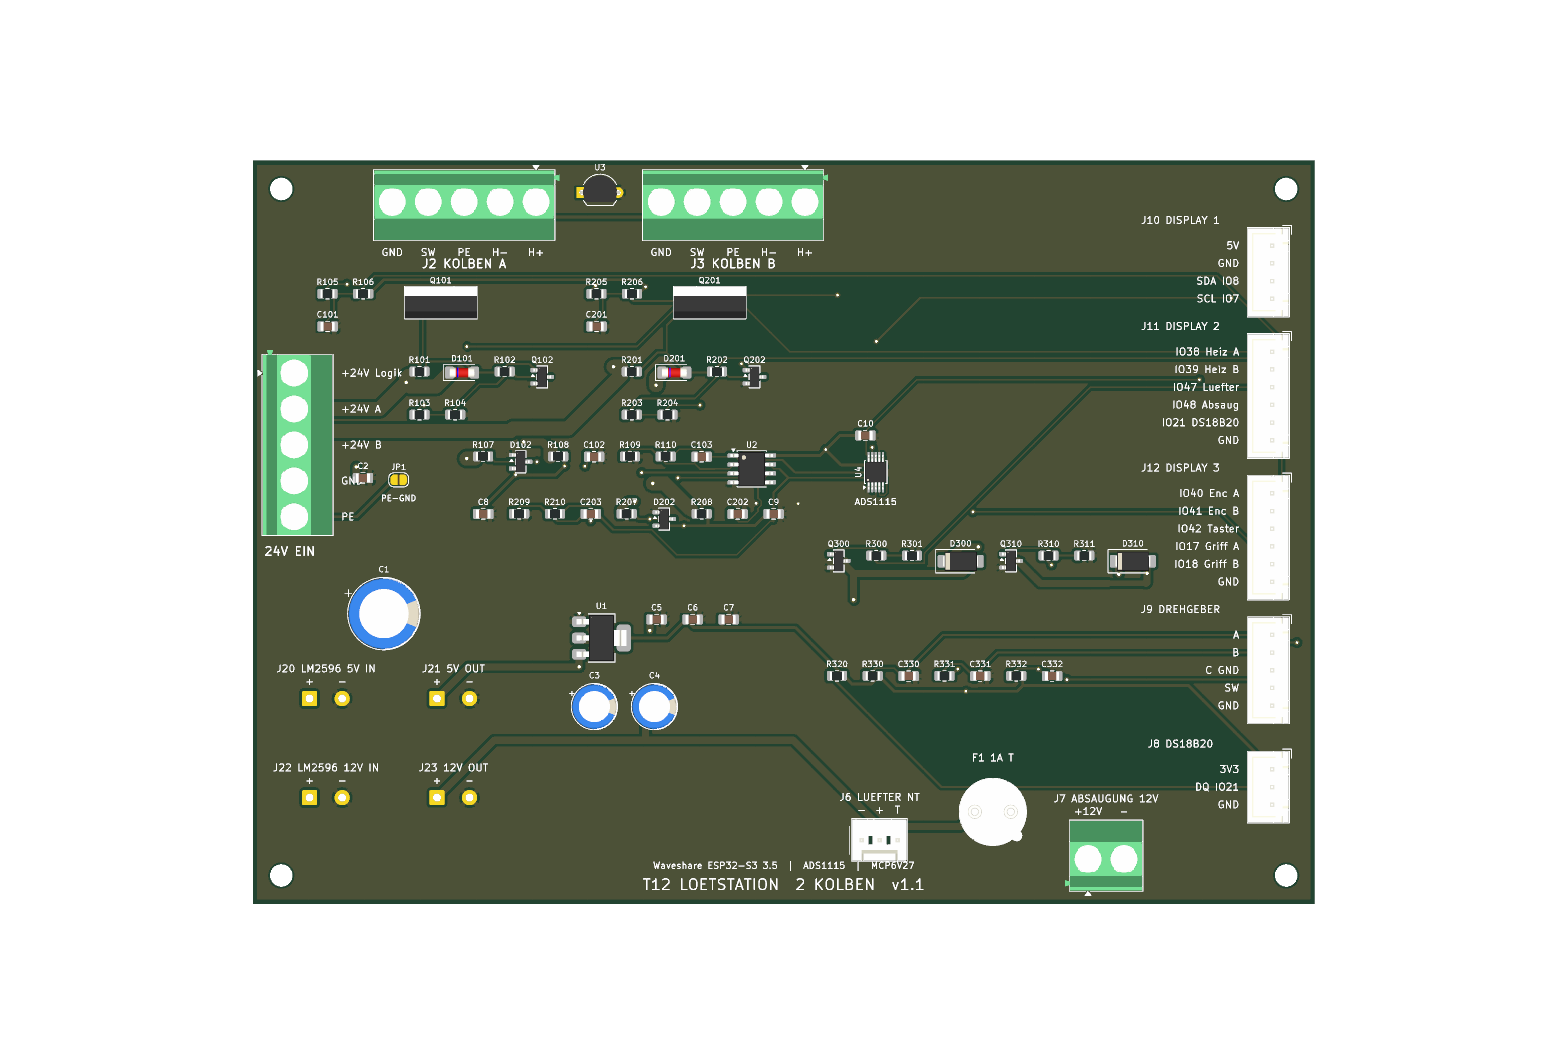 U3
GND SW PE H- H+
J2 KOLBEN A
GND SW PE H- H+
J3 KOLBEN B
J10 DISPLAY 1
5V
GND
SDA IO8
SCL IO7
R105 R106 Q101 R205 R206 Q201
C101 C201
J11 DISPLAY 2
IO38 Heiz A
IO39 Heiz B
IO47 Luefter
IO48 Absaug
IO21 DS18B20
GND
R101 D101 R102 Q102 R201 D201 R202 Q202
R103 R104 R203 R204
+24V Logik
+24V A
+24V B
GND
PE
24V EIN
C2 JP1
PE-GND
C10
R107 D102 R108 C102 R109 R110 C103 U2
U4
ADS1115
C8 R209 R210 C203 R207 D202 R208 C202 C9
J12 DISPLAY 3
IO40 Enc A
IO41 Enc B
IO42 Taster
IO17 Griff A
IO18 Griff B
GND
Q300 R300 R301 D300 Q310 R310 R311 D310
C1
+
U1 C5 C6 C7
J9 DREHGEBER
A
B
C GND
SW
GND
R320 R330 C330 R331 C331 R332 C332
J20 LM2596 5V IN J21 5V OUT
+ - + -
C3 C4
+ +
J22 LM2596 12V IN J23 12V OUT
+ - + -
J8 DS18B20
3V3
DQ IO21
GND
F1 1A T
J6 LUEFTER NT
- + T
J7 ABSAUGUNG 12V
+12V -
Waveshare ESP32-S3 3.5 | ADS1115 | MCP6V27
T12 LOETSTATION 2 KOLBEN v1.1